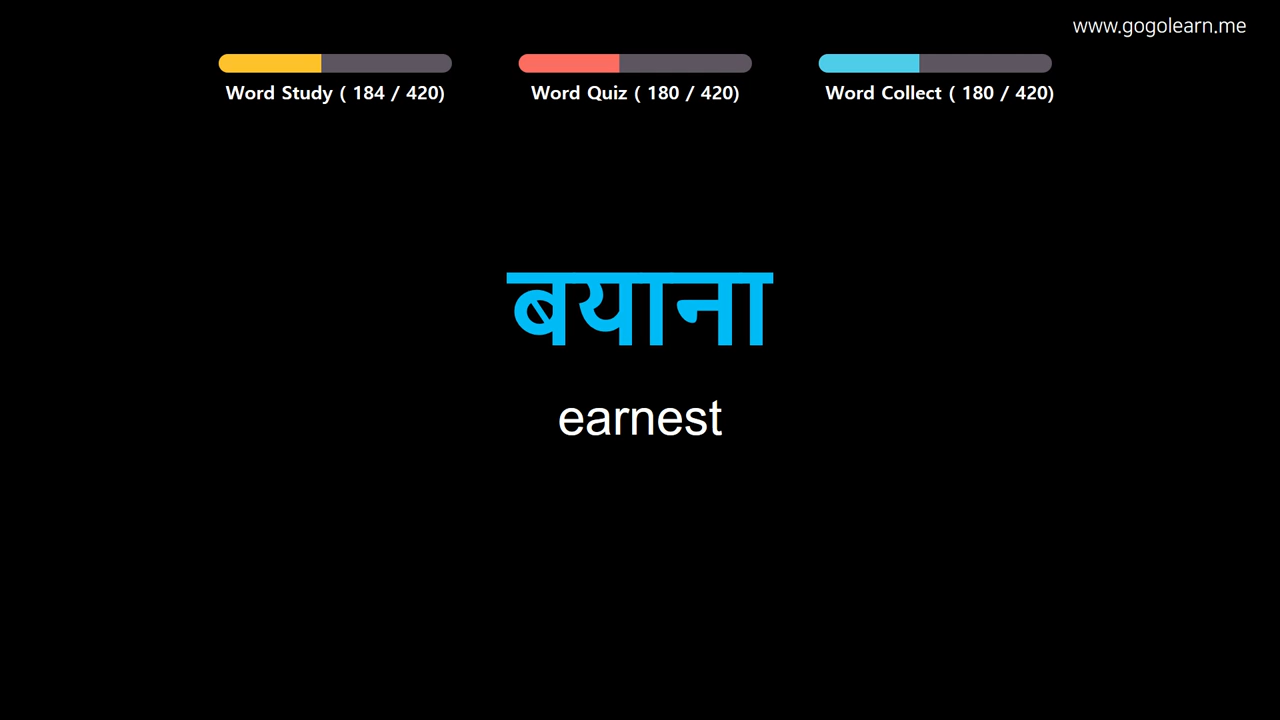 www.gogolearn.me
Word Study ( 184 / 420)
Word Quiz ( 180 / 420)
Word Collect ( 180 / 420)
बयाना
earnest